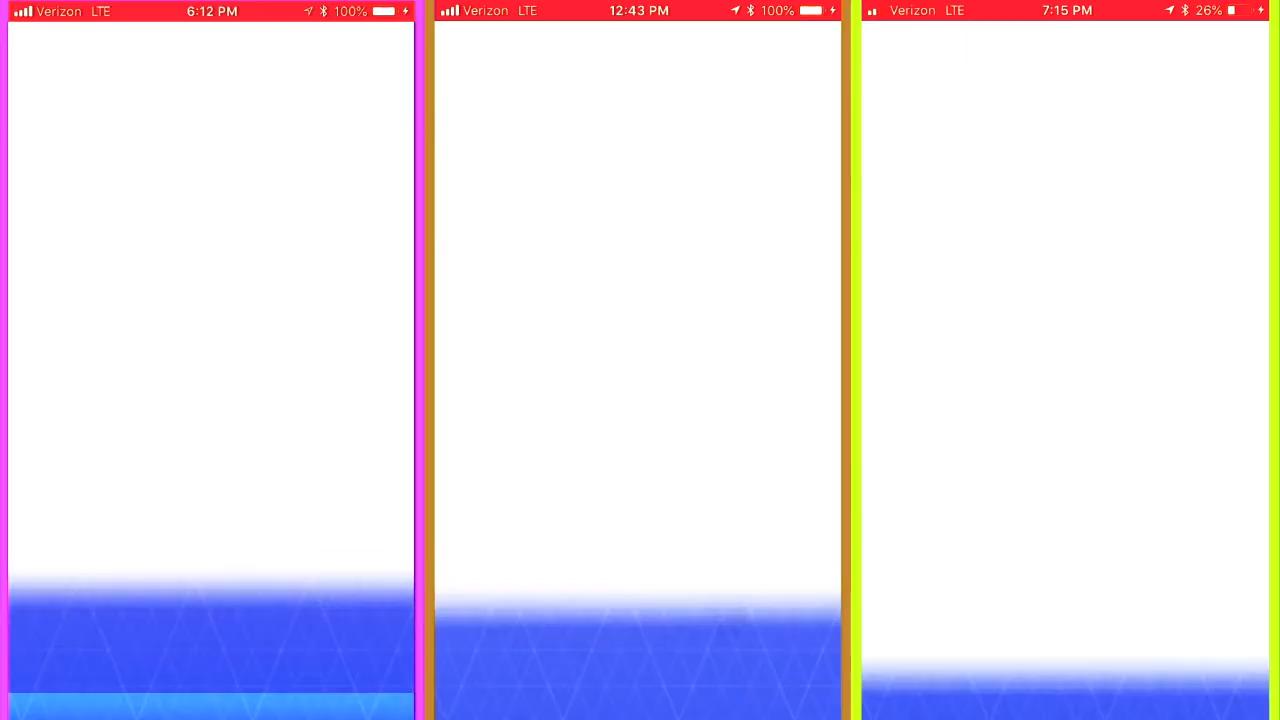 Verizon LTE 6:12 PM 100%
Verizon LTE 12:43 PM 100%
Verizon LTE 7:15 PM 26%